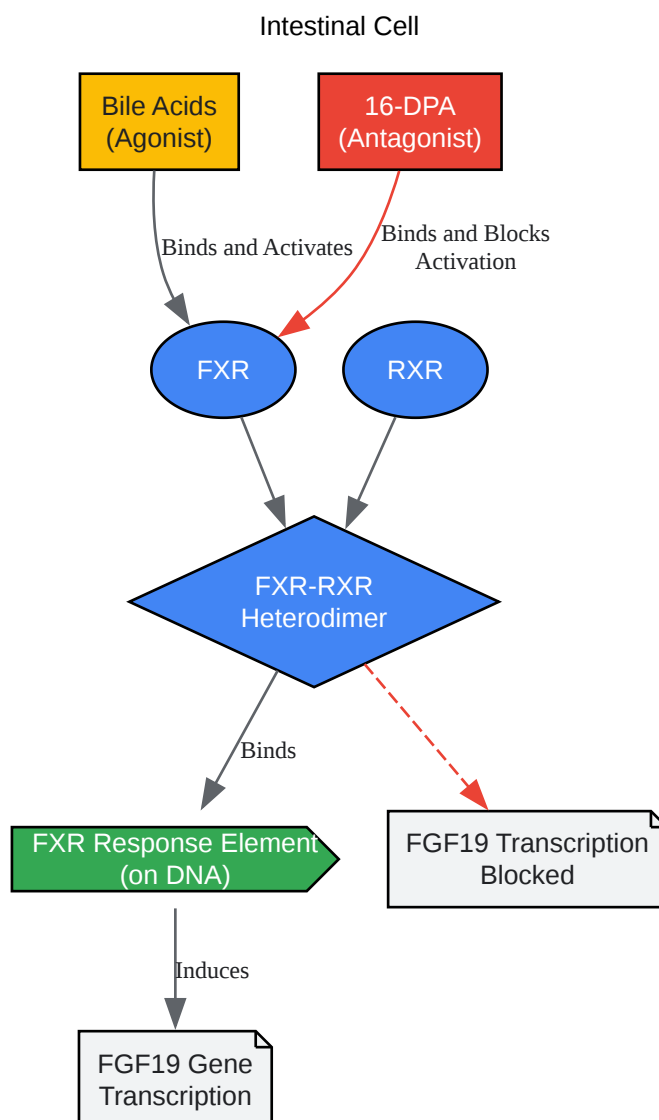 Intestinal Cell
Bile Acids
(Agonist)
16-DPA
(Antagonist)
Binds and Activates
Binds and Blocks
Activation
FXR
RXR
FXR-RXR
Heterodimer
Binds
FXR Response Element
(on DNA)
FGF19 Transcription
Blocked
Induces
FGF19 Gene
Transcription